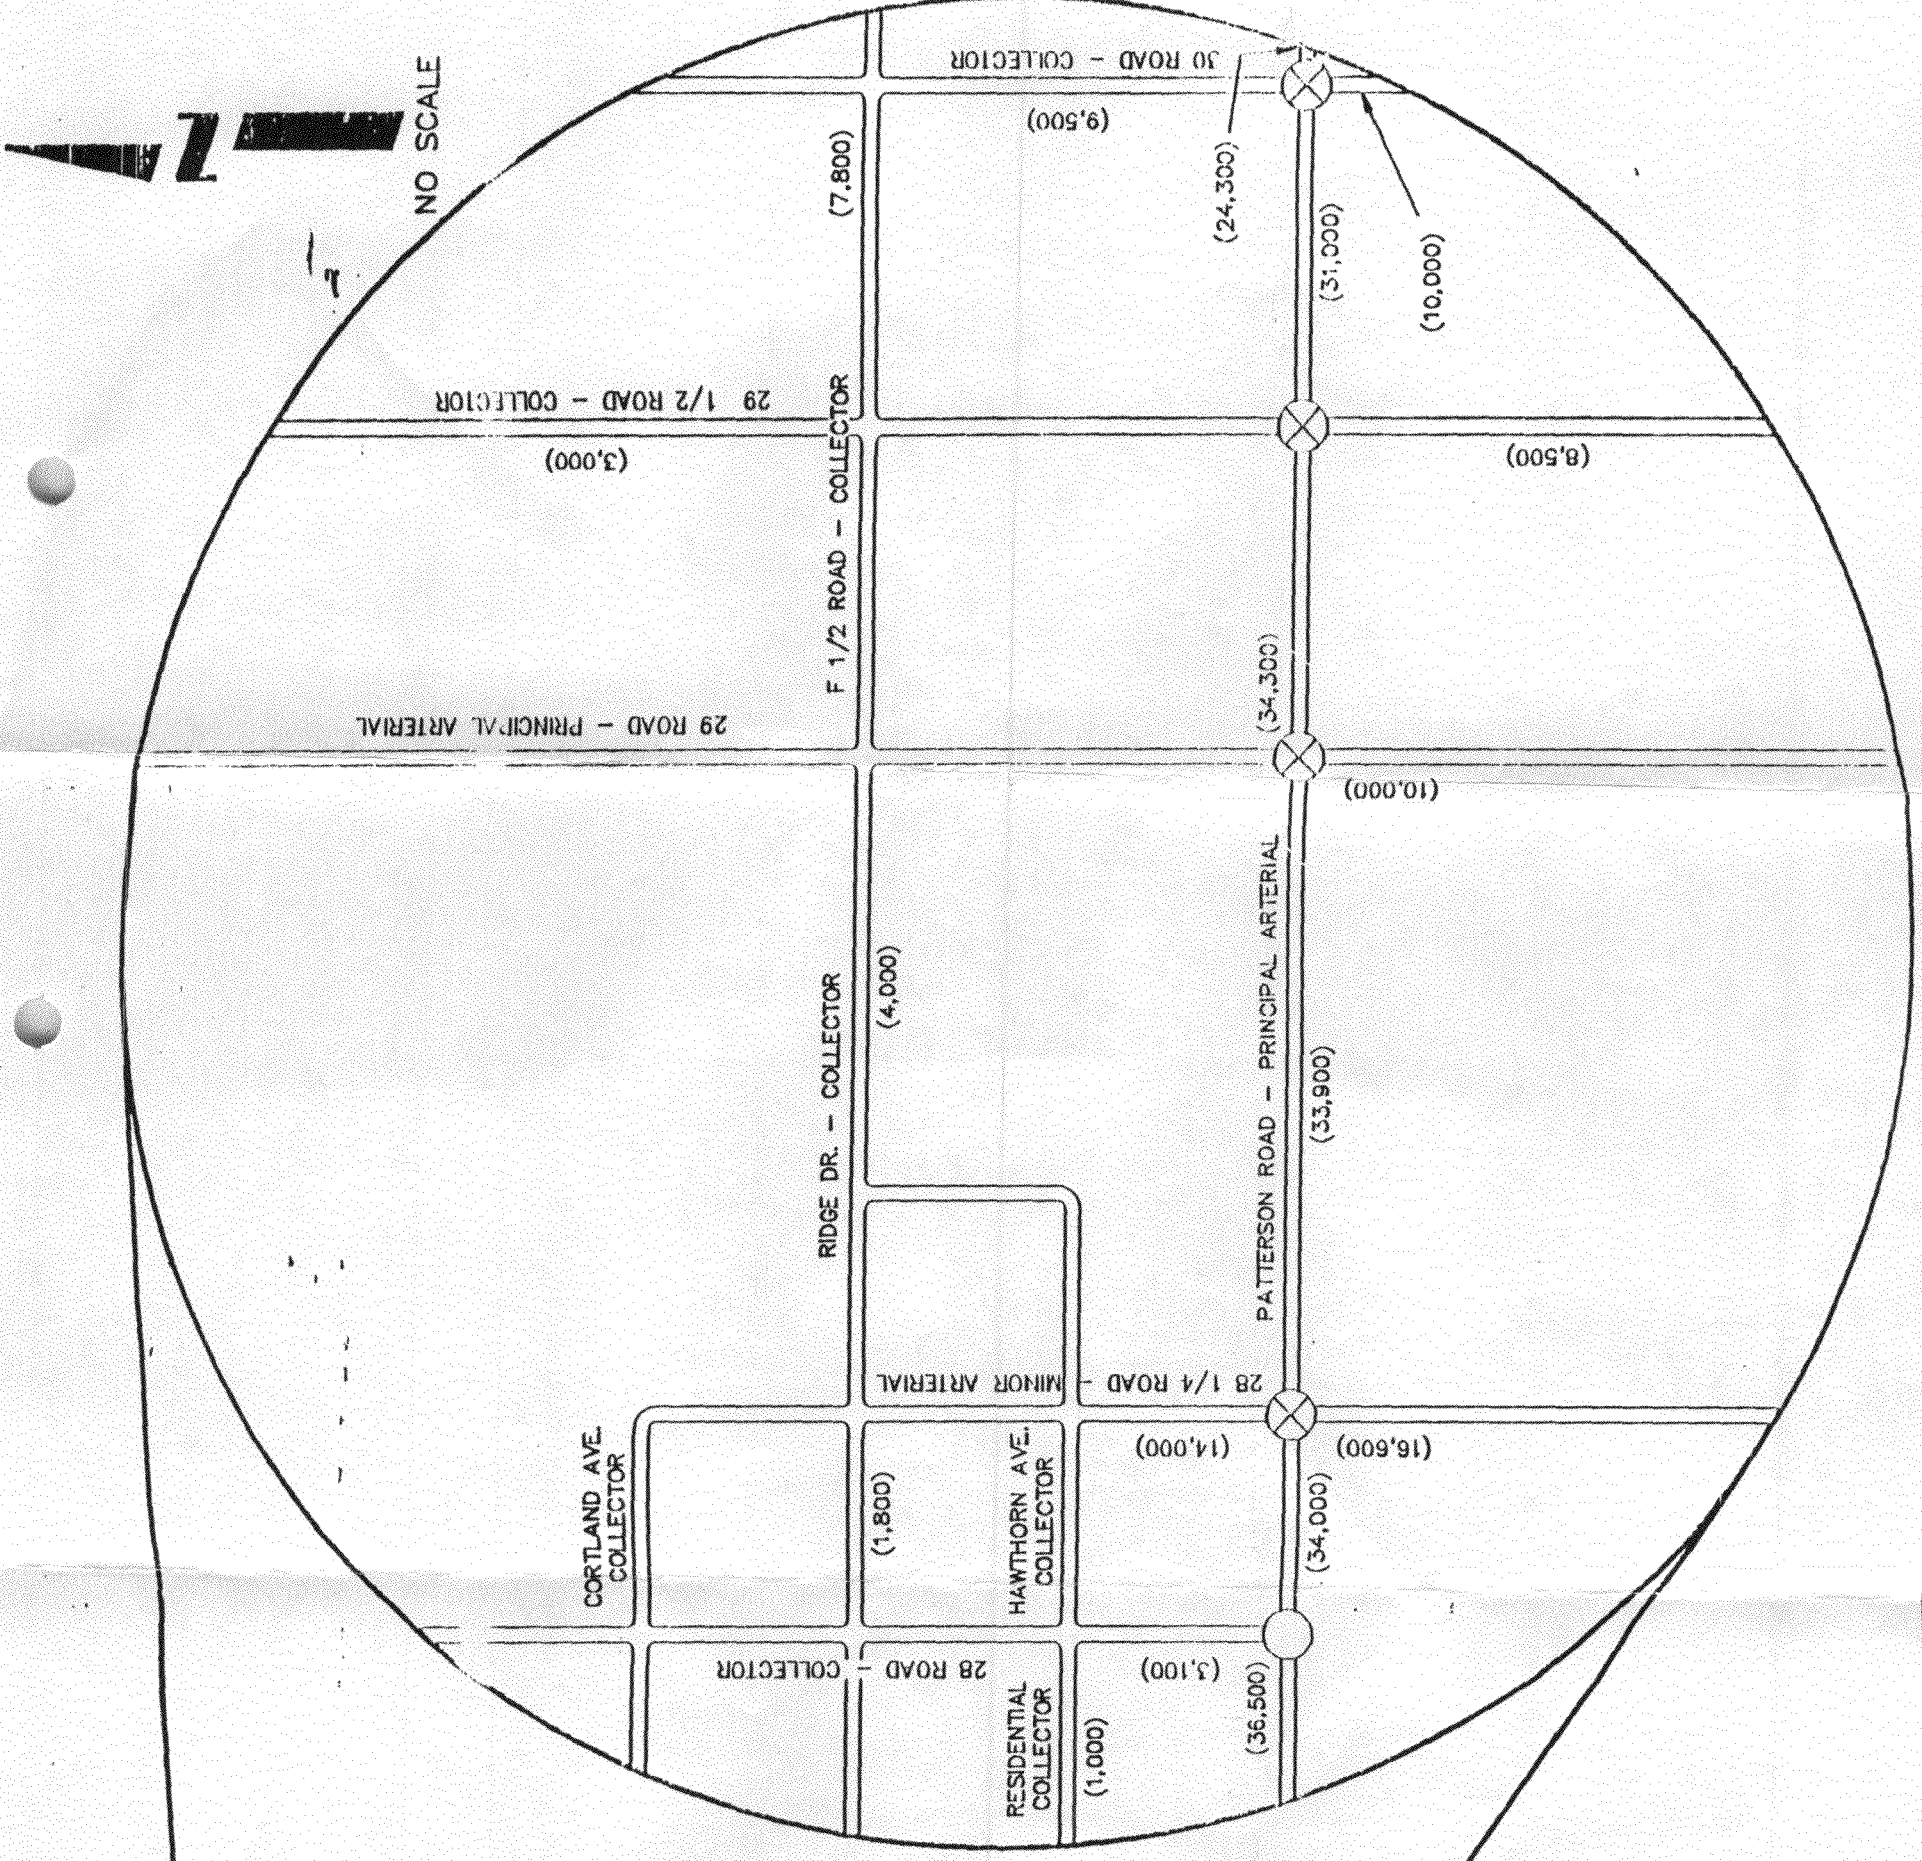 NO SCALE
30 ROAD - COLLECTOR
(9,500)
(7,800)
(24,300)
(31,000)
(10,000)
29 1/2 ROAD - COLLECTOR
(3,000)
(8,500)
F 1/2 ROAD - COLLECTOR
29 ROAD - PRINCIPAL ARTERIAL
(34,300)
(10,000)
RIDGE DR. - COLLECTOR
(4,000)
PATTERSON ROAD - PRINCIPAL ARTERIAL
(33,900)
28 1/4 ROAD - MINOR ARTERIAL
(14,000)
(16,600)
CORTLAND AVE.
COLLECTOR
(1,800)
HAWTHORN AVE.
COLLECTOR
(34,000)
28 ROAD - COLLECTOR
(3,100)
RESIDENTIAL
COLLECTOR
(1,000)
(36,500)